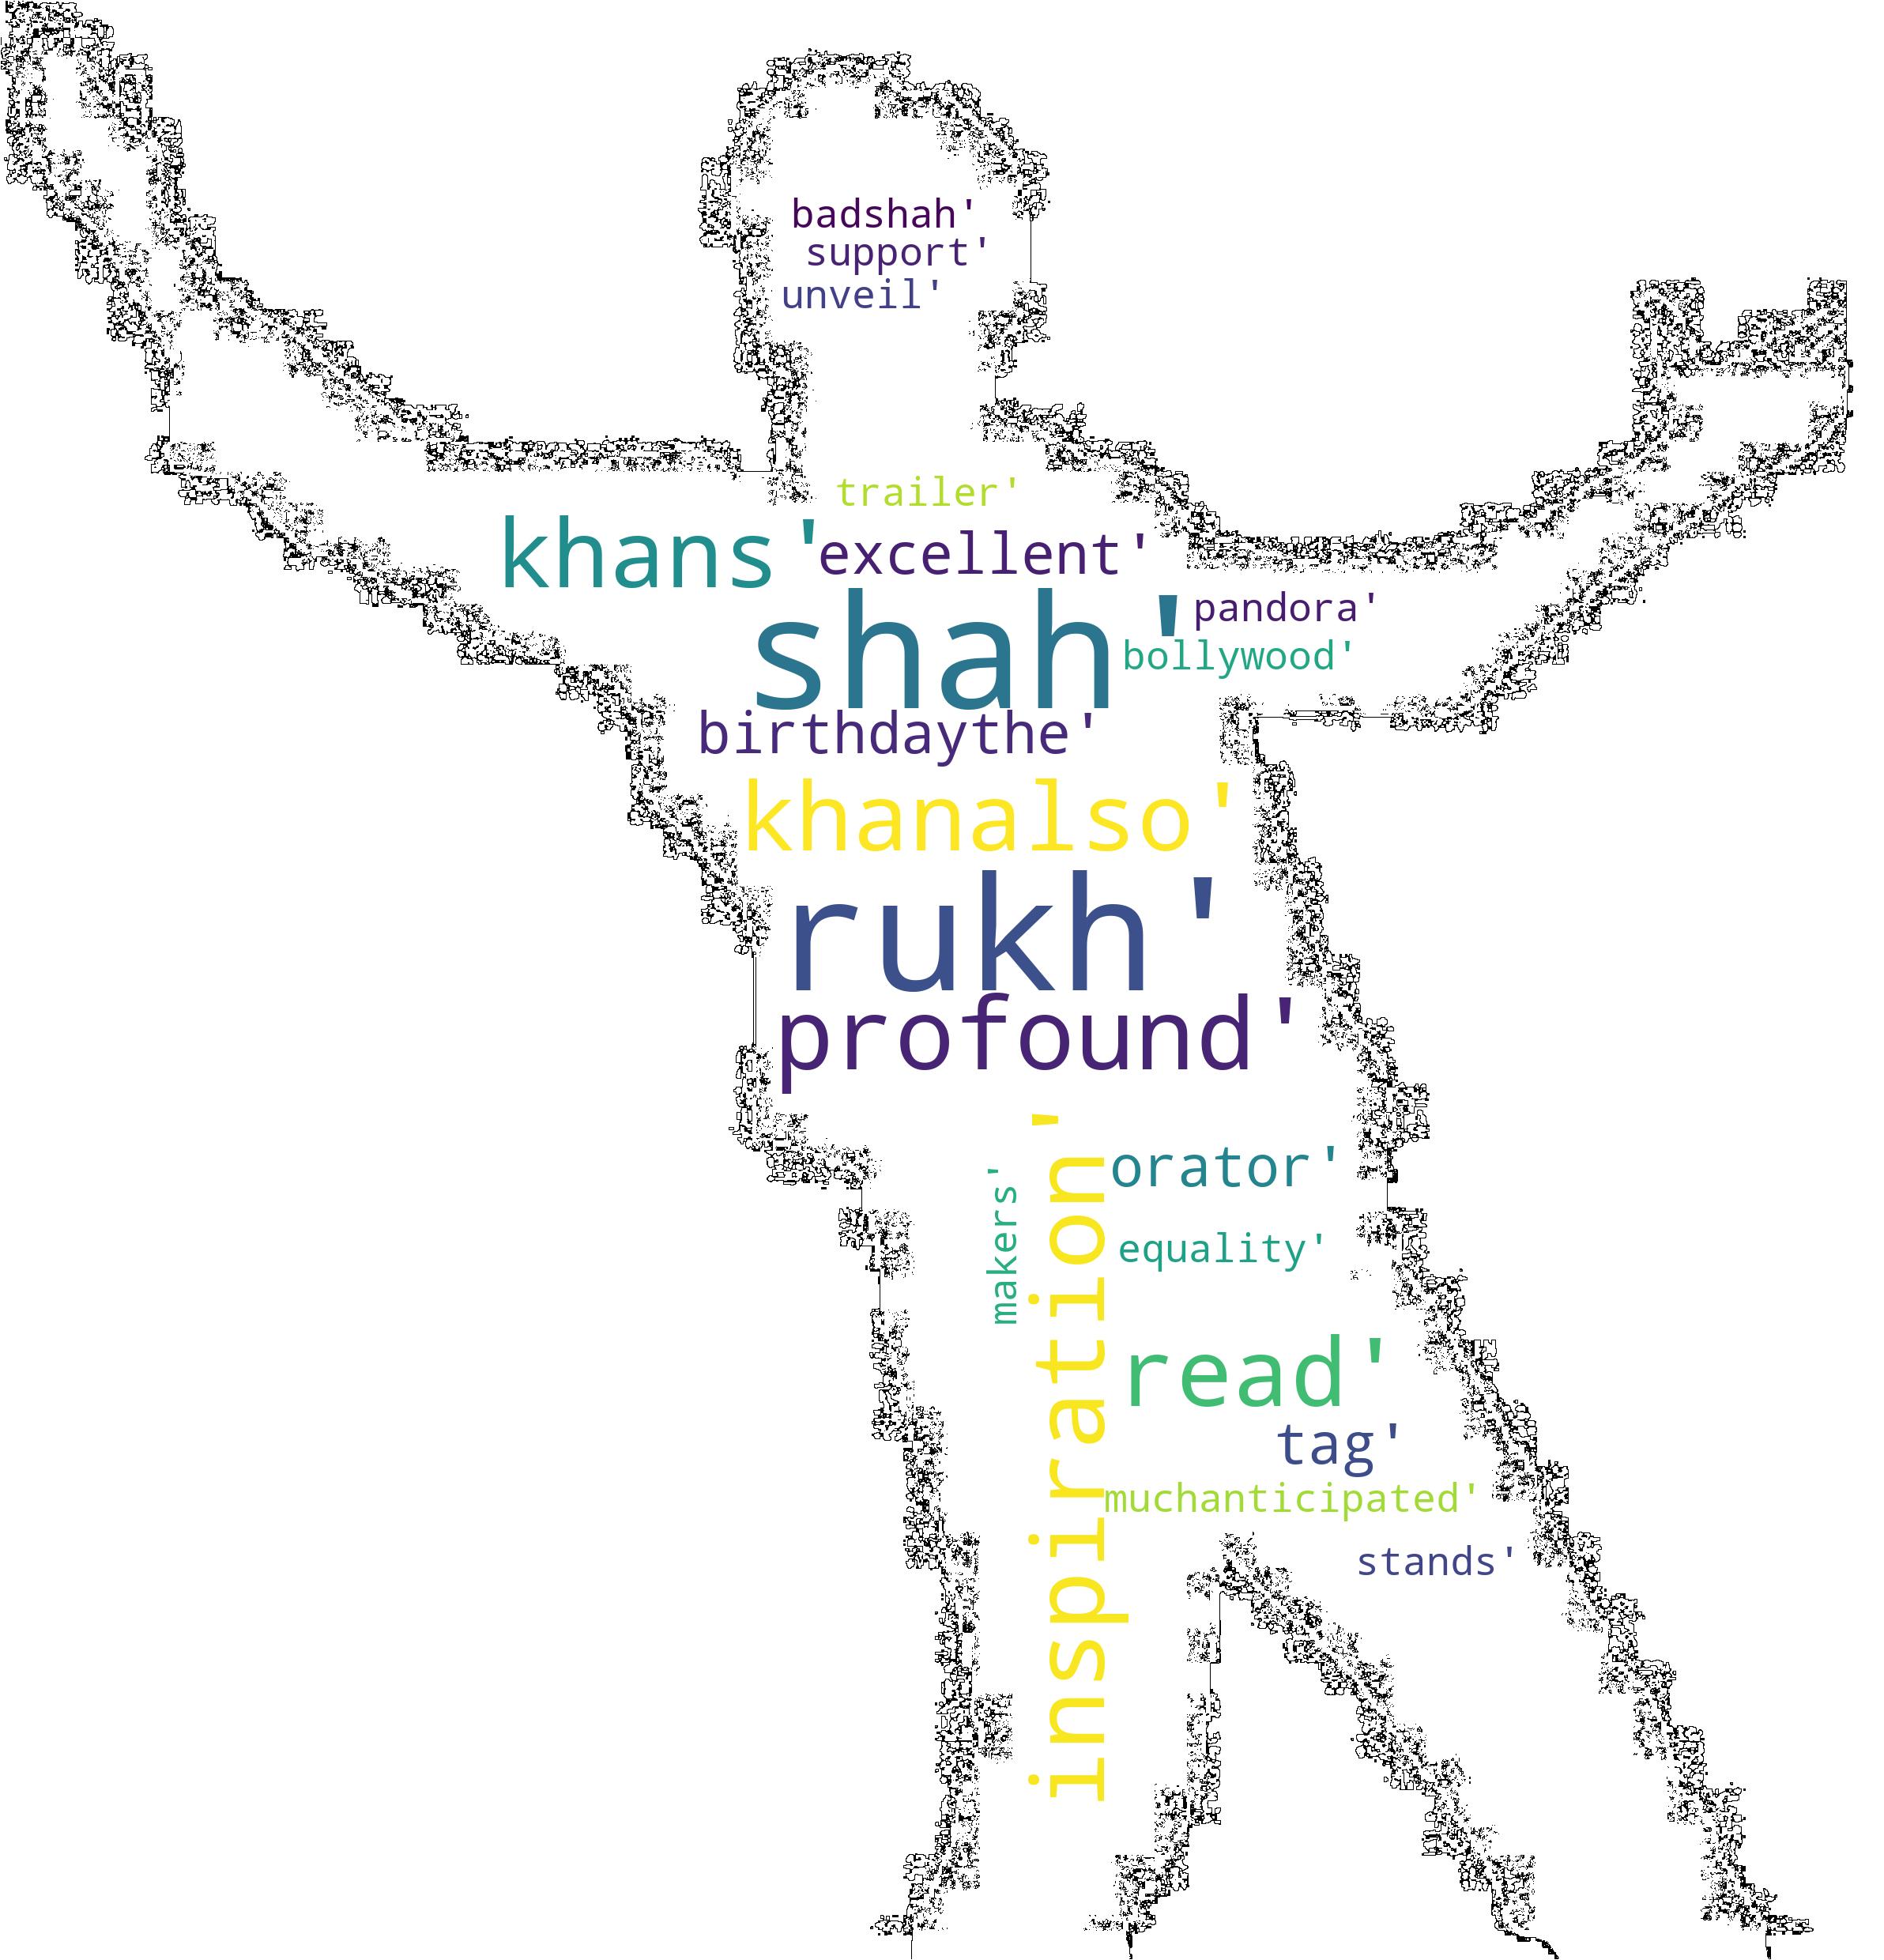 badshah'
support'
unveil'
trailer'
khans'
excellent'
shah'
pandora'
bollywood'
birthdaythe'
khanalso'
rukh'
profound'
inspiration'
makers'
orator'
equality'
read'
tag'
muchanticipated'
stands'